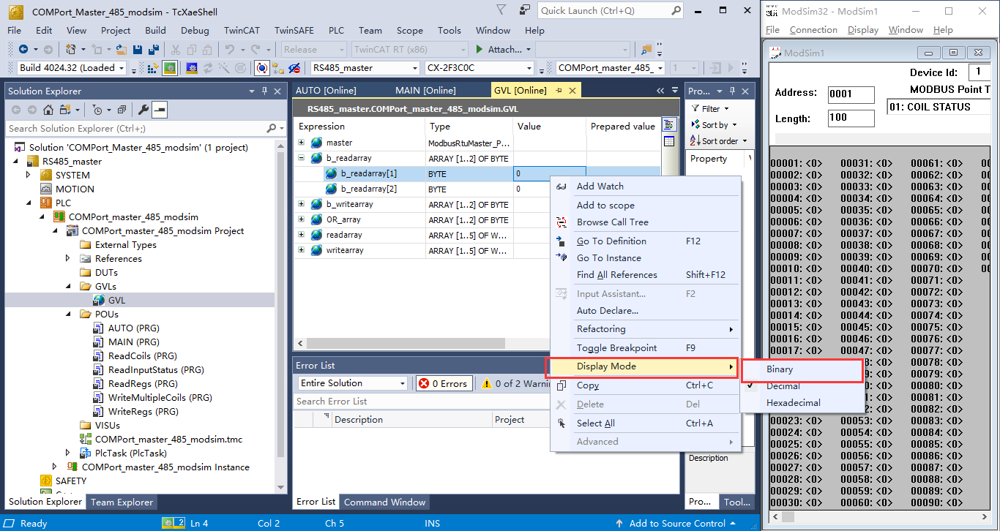 COMPort_Master_485_modsim - TcXaeShell
Quick Launch (Ctrl+Q)
File Edit View Project Build Debug TwinCAT TwinSAFE PLC Team Scope Tools Window Help
Release TwinCAT RT (x86) Attach...
Build 4024.32 (Loaded RS485_master CX-2F3C0C COMPort_master_485_ 1
Solution Explorer
Search Solution Explorer (Ctrl+;)
Solution 'COMPort_Master_485_modsim' (1 project)
RS485_master
SYSTEM
MOTION
PLC
COMPort_master_485_modsim
COMPort_master_485_modsim Project
External Types
References
DUTs
GVLs
GVL
POUs
AUTO (PRG)
MAIN (PRG)
ReadCoils (PRG)
ReadInputStatus (PRG)
ReadRegs (PRG)
WriteMultipleCoils (PRG)
WriteRegs (PRG)
VISUs
COMPort_master_485_modsim.tmc
PlcTask (PlcTask)
COMPort_master_485_modsim Instance
SAFETY
Solution Explorer Team Explorer
AUTO [Online] MAIN [Online] GVL [Online]
RS485_master.COMPort_master_485_modsim.GVL
Expression Type Value Prepared value
master ModbusRtuMaster_P...
b_readarray ARRAY [1..2] OF BYTE
b_readarray[1] BYTE 0
b_readarray[2] BYTE 0
b_writearray ARRAY [1..2] OF BYTE
OR_array ARRAY [1..2] OF BYTE
readarray ARRAY [1..5] OF W...
writearray ARRAY [1..5] OF W...
Error List
Entire Solution 0 Errors 0 of 2 Warnin
Search Error List
Description Project
Error List Command Window
Add Watch
Add to scope
Browse Call Tree
Go To Definition F12
Go To Instance
Find All References Shift+F12
Input Assistant... F2
Auto Declare...
Refactoring
Toggle Breakpoint F9
Display Mode
Copy Ctrl+C
Delete Del
Select All Ctrl+A
Advanced
Binary
Decimal
Hexadecimal
Pro...
Filter
Sort by
Sort order
Property
Description
Pro... Tool...
Ready 2 Ln 4 Col 2 Ch 5 INS Add to Source Control
ModSim32 - ModSim1
File Connection Display Window Help
ModSim1
Device Id: 1
Address: 0001 MODBUS Point T
01: COIL STATUS
Length: 100
00001: <0> 00031: <0> 00061: <0> 00
00002: <0> 00032: <0> 00062: <0> 00
00003: <0> 00033: <0> 00063: <0> 00
00004: <0> 00034: <0> 00064: <0> 00
00005: <0> 00035: <0> 00065: <0> 00
00006: <0> 00036: <0> 00066: <0> 00
00007: <0> 00037: <0> 00067: <0> 00
00008: <0> 00038: <0> 00068: <0> 00
00009: <0> 00039: <0> 00069: <0> 00
00010: <0> 00040: <0> 00070: <0> 00
00011: <0> 00041: <0> 00071: <0>
00012: <0> 00042: <0> 00072: <0>
00013: <0> 00043: <0> 00073: <0>
00014: <0> 00044: <0> 00074: <0>
00015: <0> 00045: <0> 00075: <0>
00016: <0> 00046: <0> 00076: <0>
00017: <0> 00047: <0> 00077: <0>
8: <0> 00078: <0>
9: <0> 00079: <0>
0: <0> 00080: <0>
1: <0> 00081: <0>
2: <0> 00082: <0>
00023: <0> 00053: <0> 00083: <0>
00024: <0> 00054: <0> 00084: <0>
00025: <0> 00055: <0> 00085: <0>
00026: <0> 00056: <0> 00086: <0>
00027: <0> 00057: <0> 00087: <0>
00028: <0> 00058: <0> 00088: <0>
00029: <0> 00059: <0> 00089: <0>
00030: <0> 00060: <0> 00090: <0>